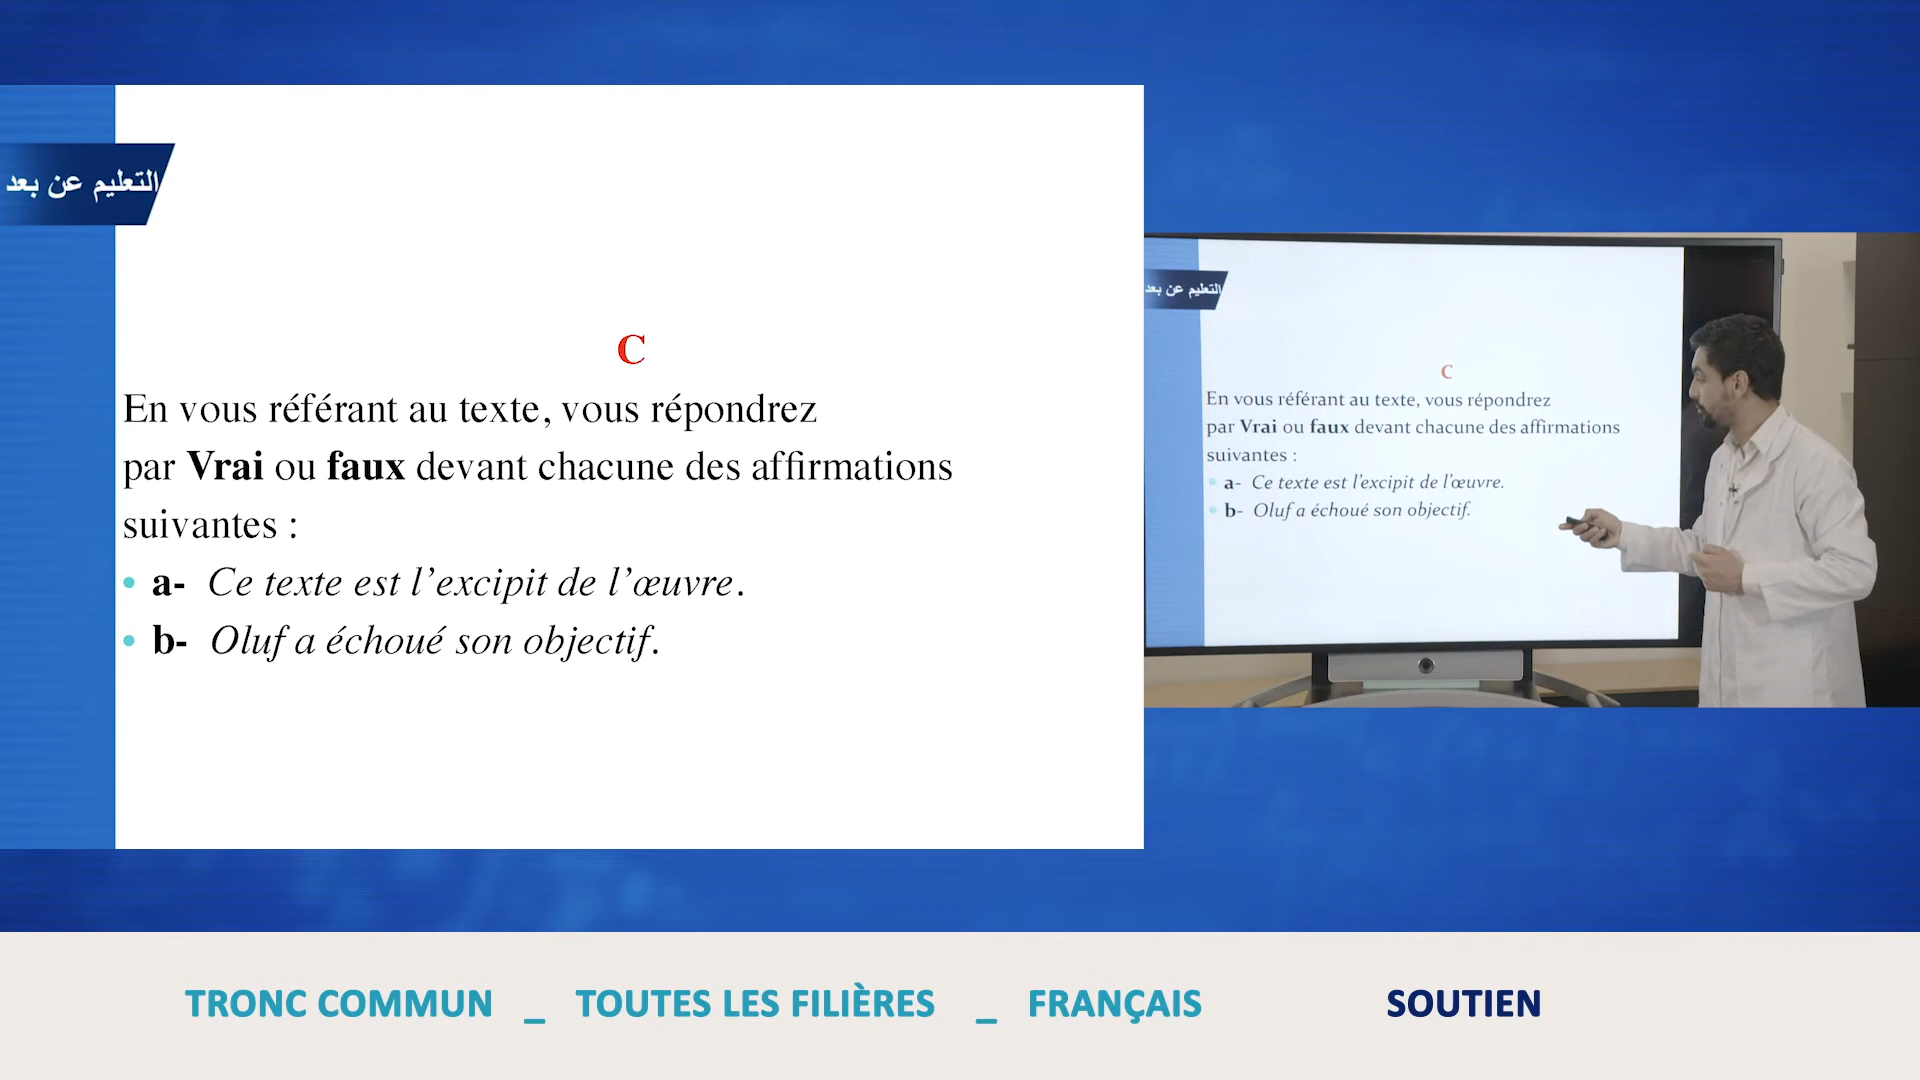 التعليم عن بعد
C
En vous référant au texte, vous répondrez
par Vrai ou faux devant chacune des affirmations
suivantes :
• a- Ce texte est l’excipit de l’œuvre.
• b- Oluf a échoué son objectif.
التعليم عن بعد
C
En vous référant au texte, vous répondrez
par Vrai ou faux devant chacune des affirmations
suivantes :
• a- Ce texte est l’excipit de l’œuvre.
• b- Oluf a échoué son objectif.
TRONC COMMUN _ TOUTES LES FILIÈRES _ FRANÇAIS SOUTIEN